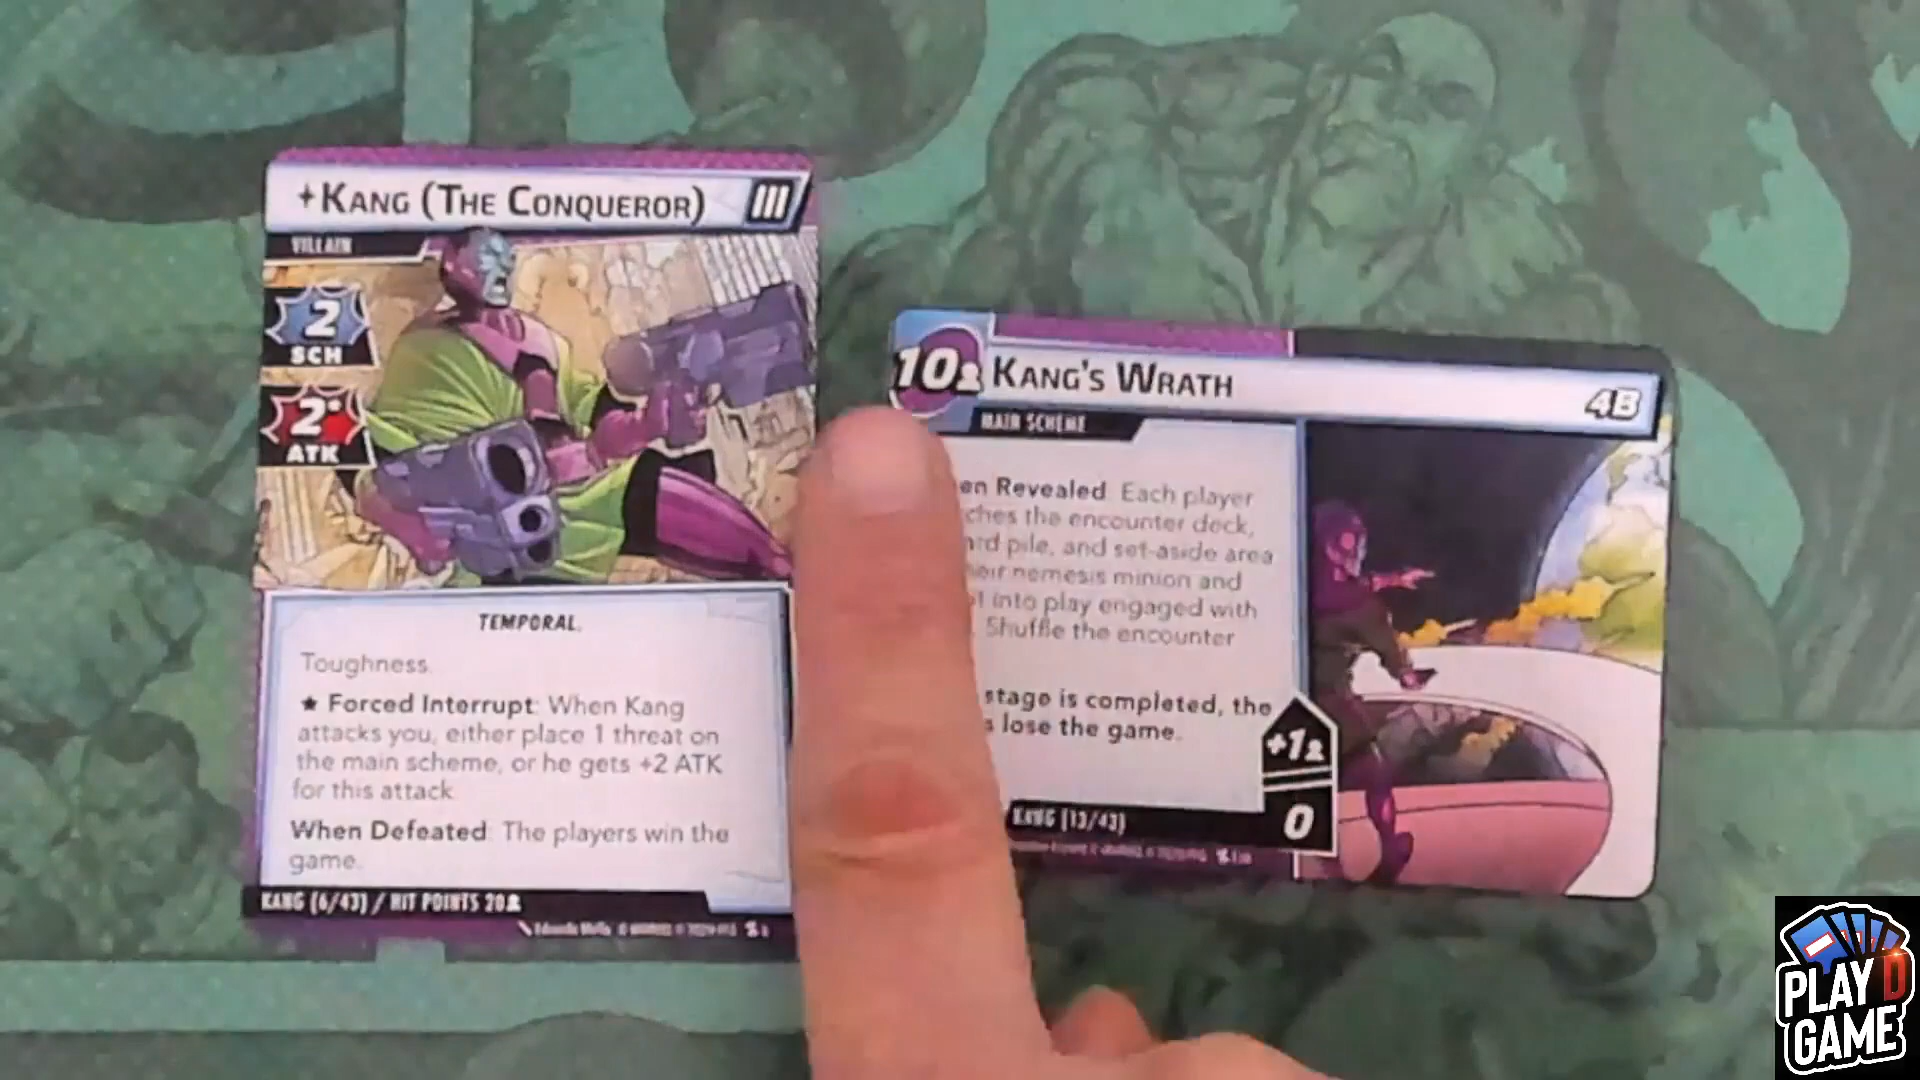 KANG (THE CONQUEROR)
III
VILLAIN
2
SCH
2
ATK
TEMPORAL.
Toughness.
★ Forced Interrupt: When Kang
attacks you, either place 1 threat on
the main scheme, or he gets +2 ATK
for this attack.
When Defeated: The players win the
game.
KANG (6/43) / HIT POINTS 20
10
KANG'S WRATH
4B
MAIN SCHEME
en Revealed: Each player
ches the encounter deck,
rd pile, and set-aside area
eir nemesis minion and
t into play engaged with
. Shuffle the encounter
stage is completed, the
s lose the game.
+1
0
KANG (13/43)
PLAY D
GAME